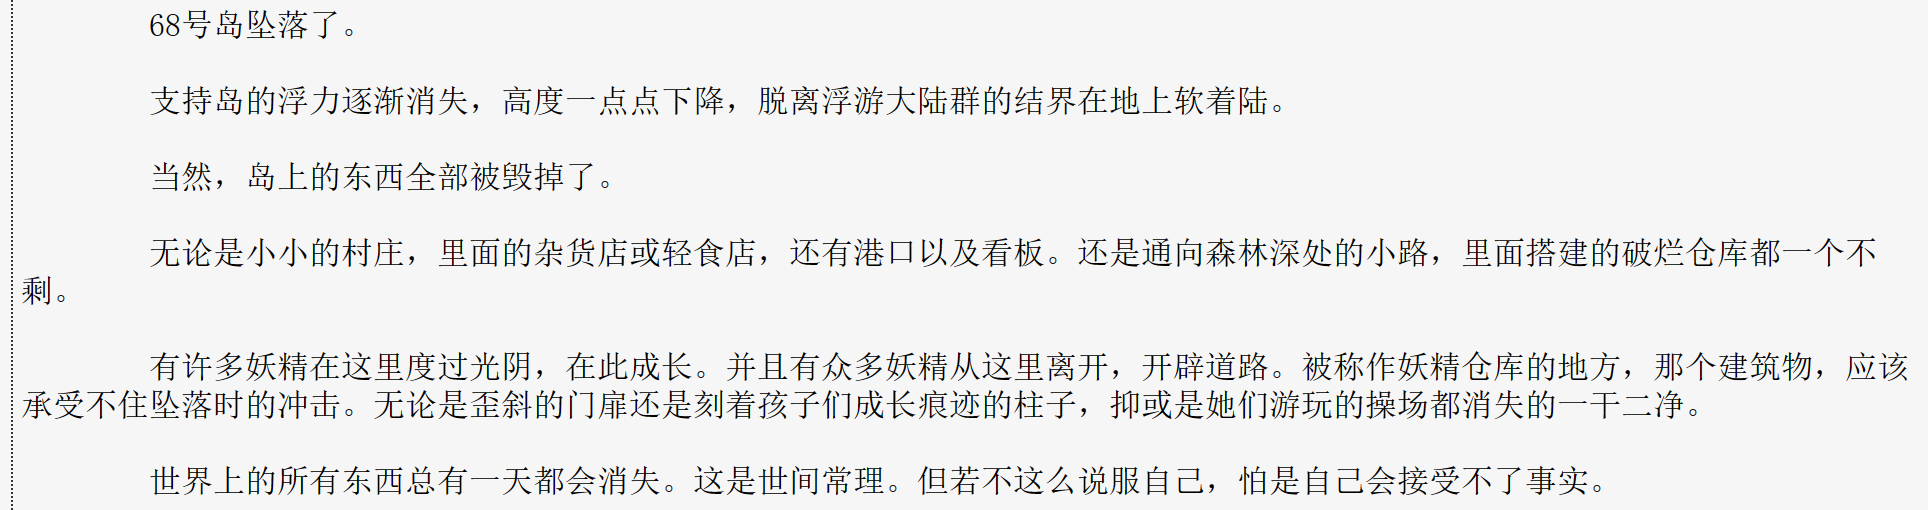 68号岛坠落了。
支持岛的浮力逐渐消失，高度一点点下降，脱离浮游大陆群的结界在地上软着陆。
当然，岛上的东西全部被毁掉了。
无论是小小的村庄，里面的杂货店或轻食店，还有港口以及看板。还是通向森林深处的小路，里面搭建的破烂仓库都一个不
剩。
有许多妖精在这里度过光阴，在此成长。并且有众多妖精从这里离开，开辟道路。被称作妖精仓库的地方，那个建筑物，应该
承受不住坠落时的冲击。无论是歪斜的门扉还是刻着孩子们成长痕迹的柱子，抑或是她们游玩的操场都消失的一干二净。
世界上的所有东西总有一天都会消失。这是世间常理。但若不这么说服自己，怕是自己会接受不了事实。